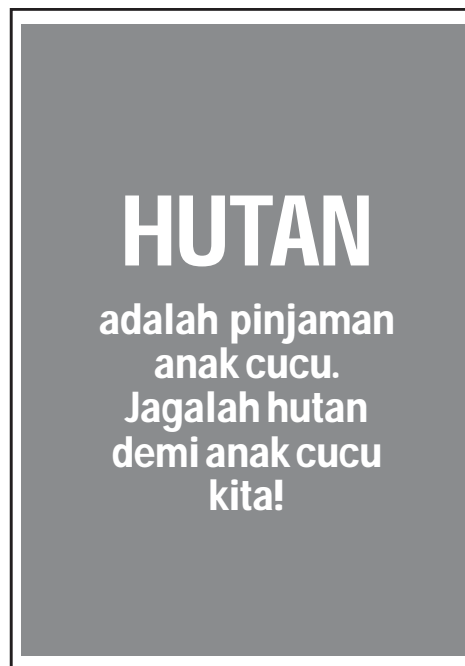 HUTAN
adalah pinjaman
anak cucu.
Jagalah hutan
demi anak cucu
kita!